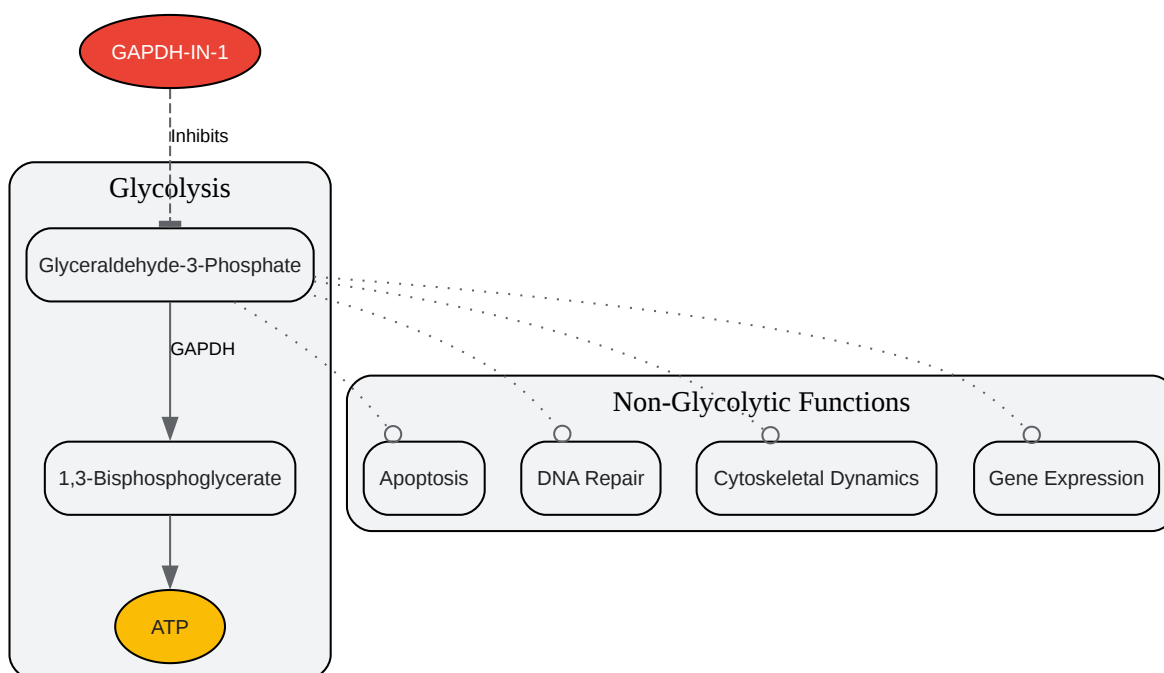 GAPDH-IN-1
Inhibits
Glycolysis
Glyceraldehyde-3-Phosphate
GAPDH
Non-Glycolytic Functions
1,3-Bisphosphoglycerate
Apoptosis
DNA Repair
Cytoskeletal Dynamics
Gene Expression
ATP